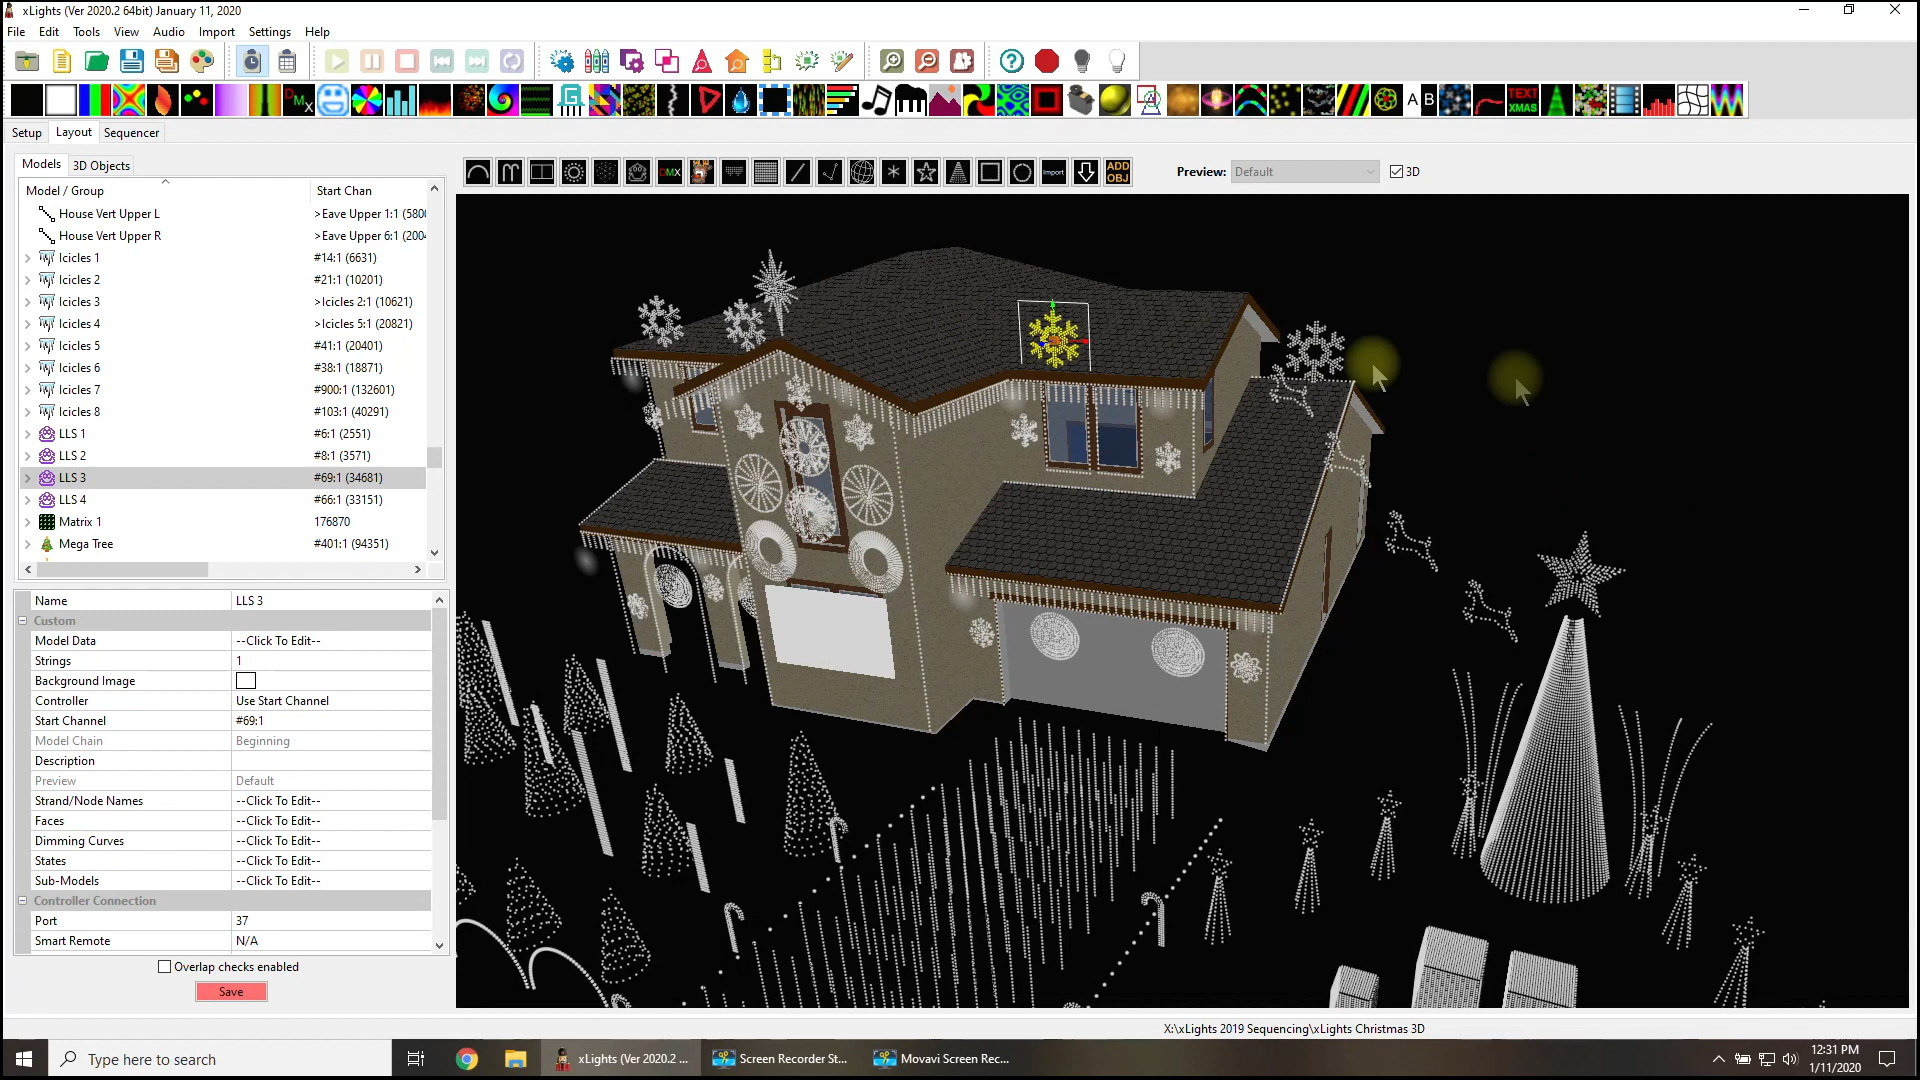 xLights (Ver 2020.2 64bit) January 11, 2020
File Edit Tools View Audio Import Settings Help
DMX
A B
TEXT XMAS
Setup Layout Sequencer
Models 3D Objects
DMX
Import
ADD OBJ
Preview: Default 3D
Model / Group Start Chan
House Vert Upper L >Eave Upper 1:1 (580
House Vert Upper R >Eave Upper 6:1 (200
Icicles 1 #14:1 (6631)
Icicles 2 #21:1 (10201)
Icicles 3 >Icicles 2:1 (10621)
Icicles 4 >Icicles 5:1 (20821)
Icicles 5 #41:1 (20401)
Icicles 6 #38:1 (18871)
Icicles 7 #900:1 (132601)
Icicles 8 #103:1 (40291)
LLS 1 #6:1 (2551)
LLS 2 #8:1 (3571)
LLS 3 #69:1 (34681)
LLS 4 #66:1 (33151)
Matrix 1 176870
Mega Tree #401:1 (94351)
Name LLS 3
Custom
Model Data --Click To Edit--
Strings 1
Background Image
Controller Use Start Channel
Start Channel #69:1
Model Chain Beginning
Description
Preview Default
Strand/Node Names --Click To Edit--
Faces --Click To Edit--
Dimming Curves --Click To Edit--
States --Click To Edit--
Sub-Models --Click To Edit--
Controller Connection
Port 37
Smart Remote N/A
Overlap checks enabled
Save
X:\xLights 2019 Sequencing\xLights Christmas 3D
Type here to search
xLights (Ver 2020.2 ...
Screen Recorder St...
Movavi Screen Rec...
12:31 PM
1/11/2020